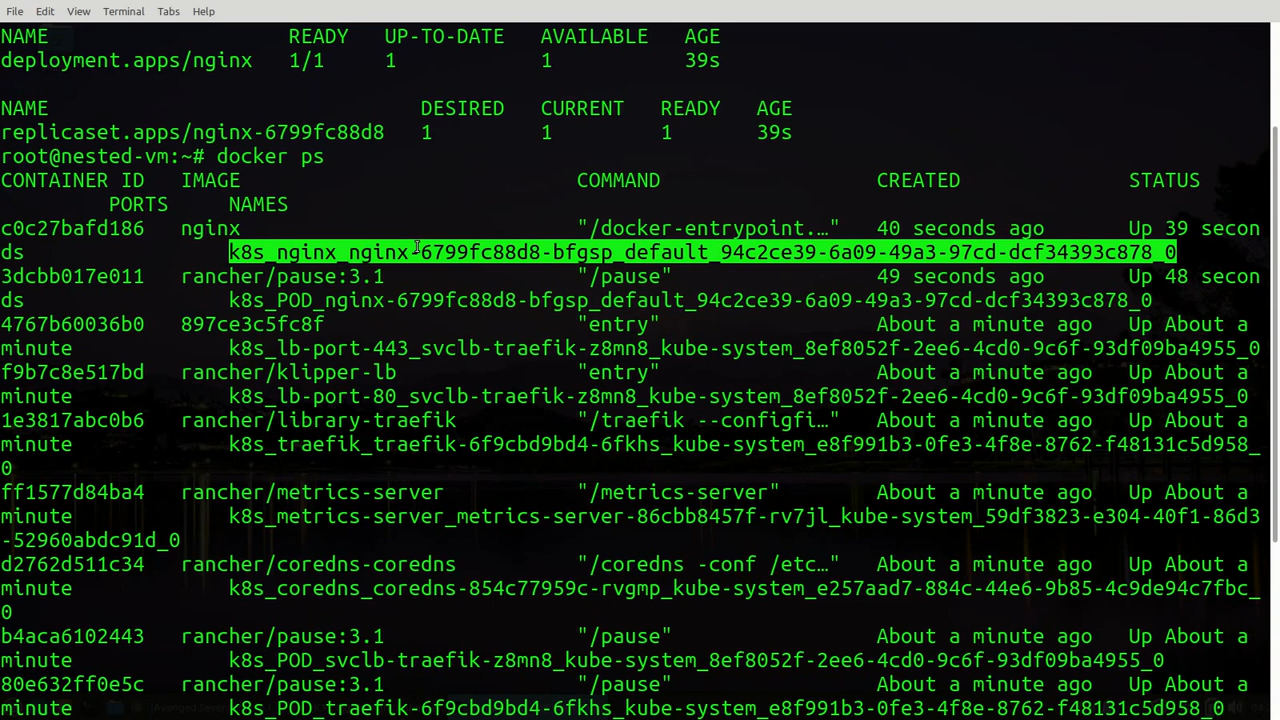 File Edit View Terminal Tabs Help
NAME READY UP-TO-DATE AVAILABLE AGE
deployment.apps/nginx 1/1 1 1 39s
NAME DESIRED CURRENT READY AGE
replicaset.apps/nginx-6799fc88d8 1 1 1 39s
root@nested-vm:~# docker ps
CONTAINER ID IMAGE COMMAND CREATED STATUS
PORTS NAMES
c0c27bafd186 nginx "/docker-entrypoint.…" 40 seconds ago Up 39 secon
ds k8s_nginx_nginx-6799fc88d8-bfgsp_default_94c2ce39-6a09-49a3-97cd-dcf34393c878_0
3dcbb017e011 rancher/pause:3.1 "/pause" 49 seconds ago Up 48 secon
ds k8s_POD_nginx-6799fc88d8-bfgsp_default_94c2ce39-6a09-49a3-97cd-dcf34393c878_0
4767b60036b0 897ce3c5fc8f "entry" About a minute ago Up About a
minute k8s_lb-port-443_svclb-traefik-z8mn8_kube-system_8ef8052f-2ee6-4cd0-9c6f-93df09ba4955_0
f9b7c8e517bd rancher/klipper-lb "entry" About a minute ago Up About a
minute k8s_lb-port-80_svclb-traefik-z8mn8_kube-system_8ef8052f-2ee6-4cd0-9c6f-93df09ba4955_0
1e3817abc0b6 rancher/library-traefik "/traefik --configfi…" About a minute ago Up About a
minute k8s_traefik_traefik-6f9cbd9bd4-6fkhs_kube-system_e8f991b3-0fe3-4f8e-8762-f48131c5d958_
0
ff1577d84ba4 rancher/metrics-server "/metrics-server" About a minute ago Up About a
minute k8s_metrics-server_metrics-server-86cbb8457f-rv7jl_kube-system_59df3823-e304-40f1-86d3
-52960abdc91d_0
d2762d511c34 rancher/coredns-coredns "/coredns -conf /etc…" About a minute ago Up About a
minute k8s_coredns_coredns-854c77959c-rvgmp_kube-system_e257aad7-884c-44e6-9b85-4c9de94c7fbc_
0
b4aca6102443 rancher/pause:3.1 "/pause" About a minute ago Up About a
minute k8s_POD_svclb-traefik-z8mn8_kube-system_8ef8052f-2ee6-4cd0-9c6f-93df09ba4955_0
80e632ff0e5c rancher/pause:3.1 "/pause" About a minute ago Up About a
minute k8s_POD_traefik-6f9cbd9bd4-6fkhs_kube-system_e8f991b3-0fe3-4f8e-8762-f48131c5d958_0